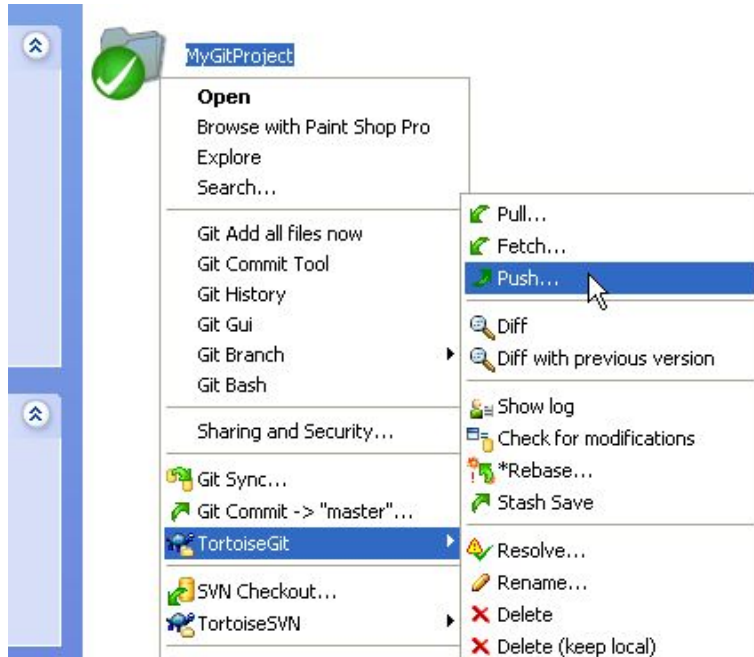 MyGitProject
Open
Browse with Paint Shop Pro
Explore
Search...
Git Add all files now
Git Commit Tool
Git History
Git Gui
Git Branch
Git Bash
Sharing and Security...
Git Sync...
Git Commit -> "master"...
TortoiseGit
SVN Checkout...
TortoiseSVN
Pull...
Fetch...
Push...
Diff
Diff with previous version
Show log
Check for modifications
*Rebase...
Stash Save
Resolve...
Rename...
Delete
Delete (keep local)